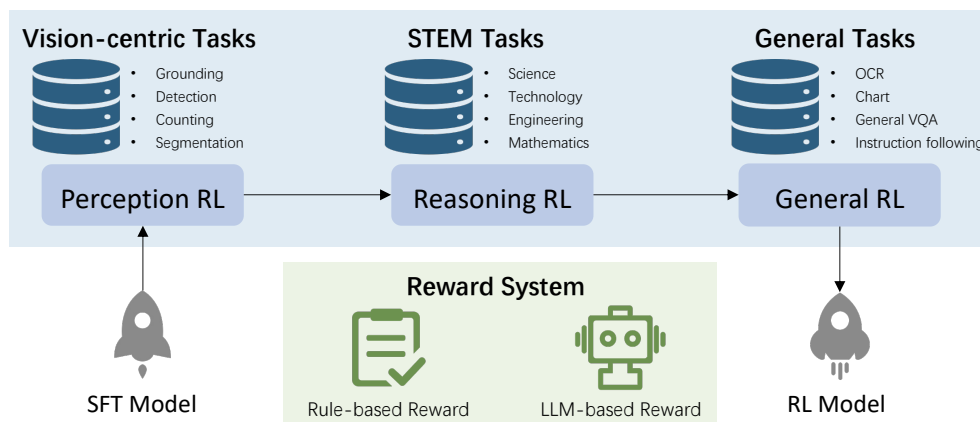 Vision-centric Tasks
• Grounding
• Detection
• Counting
• Segmentation
STEM Tasks
• Science
• Technology
• Engineering
• Mathematics
General Tasks
• OCR
• Chart
• General VQA
• Instruction following
Perception RL
Reasoning RL
General RL
Reward System
Rule-based Reward
LLM-based Reward
SFT Model
RL Model